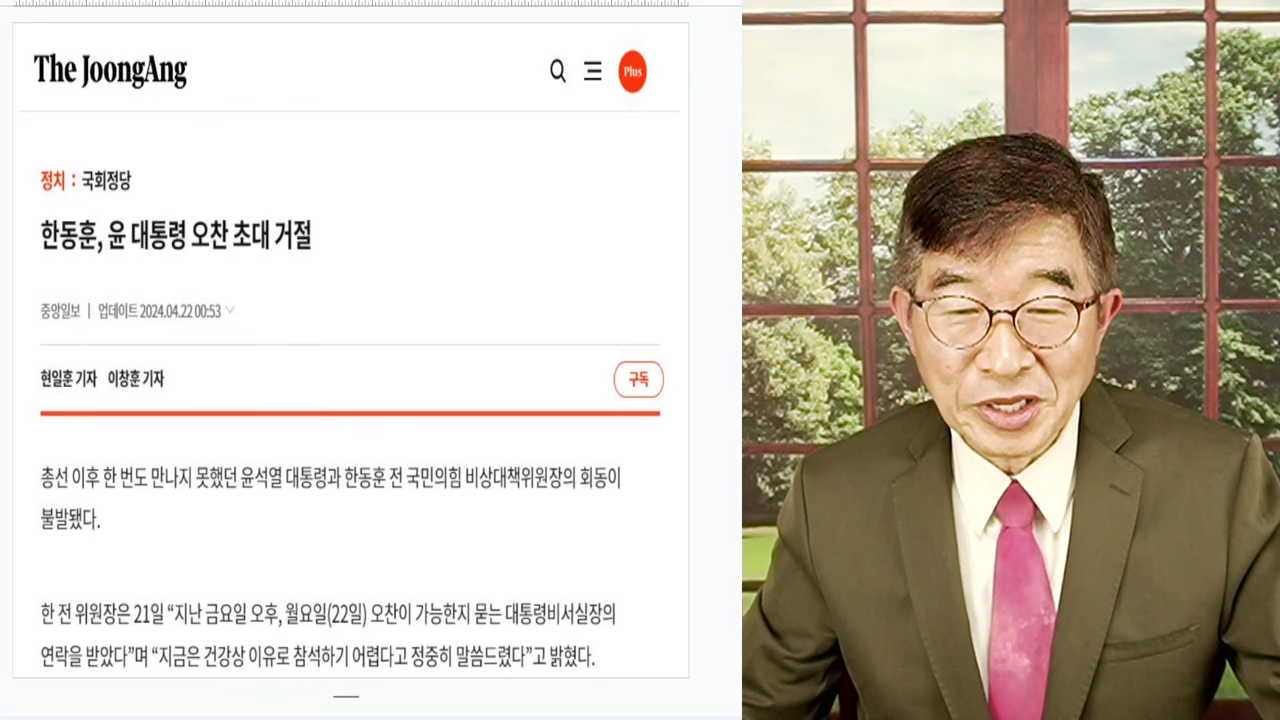 The JoongAng
Plus
정치 : 국회정당
한동훈, 윤 대통령 오찬 초대 거절
중앙일보 | 업데이트 2024.04.22 00:53
현일훈 기자 이창훈 기자
구독
총선 이후 한 번도 만나지 못했던 윤석열 대통령과 한동훈 전 국민의힘 비상대책위원장의 회동이
불발됐다.
한 전 위원장은 21일 “지난 금요일 오후, 월요일(22일) 오찬이 가능한지 묻는 대통령비서실장의
연락을 받았다”며 “지금은 건강상 이유로 참석하기 어렵다고 정중히 말씀드렸다”고 밝혔다.